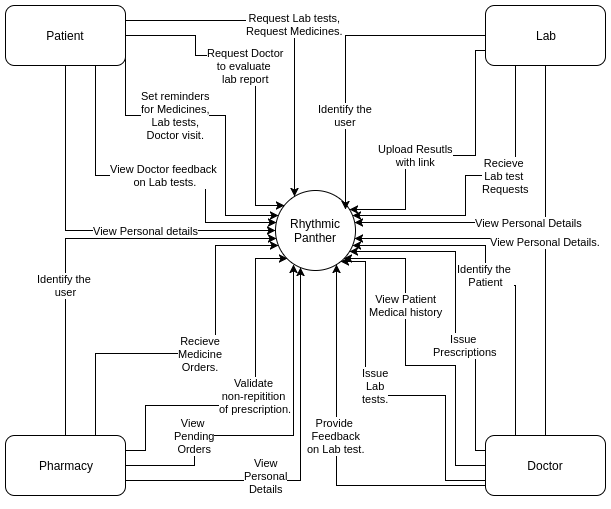 Patient
Request Lab tests,
Request Medicines.
Lab
Request Doctor
to evaluate
lab report
Set reminders
for Medicines,
Lab tests,
Doctor visit.
Identify the
user
Upload Resutls
with link
Recieve
Lab test
Requests
View Doctor feedback
on Lab tests.
View Personal details
Rhythmic
Panther
View Personal Details
View Personal Details.
Identify the
user
Identify the
Patient
View Patient
Medical history
Recieve
Medicine
Orders.
Issue
Prescriptions
Validate
non-repitition
of prescription.
Issue
Lab
tests.
View
Pending
Orders
Provide
Feedback
on Lab test.
Pharmacy
View
Personal
Details
Doctor